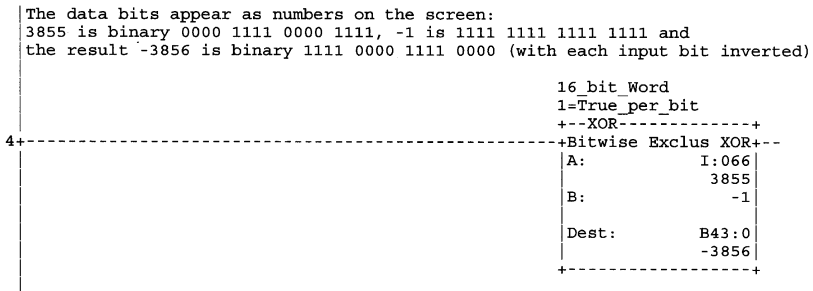 The data bits appear as numbers on the screen:
3855 is binary 0000 1111 0000 1111, -1 is 1111 1111 1111 1111 and
the result -3856 is binary 1111 0000 1111 0000 (with each input bit inverted)
16_bit_Word
1=True_per_bit
+--XOR-------------+
4+----------------------------------------------------+Bitwise Exclus XOR+--
|A: I:066|
| 3855|
|B: -1|
|Dest: B43:0|
| -3856|
+------------------+